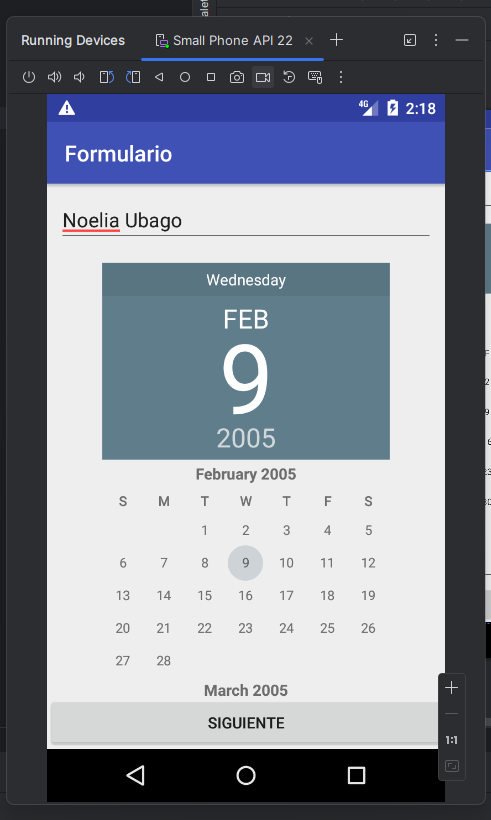 alet
Running Devices
Small Phone API 22
4G
2:18
Formulario
Noelia Ubago
Wednesday
FEB
9
2005
February 2005
S M T W T F S
1 2 3 4 5
6 7 8 9 10 11 12
13 14 15 16 17 18 19
20 21 22 23 24 25 26
27 28
March 2005
SIGUIENTE
1:1